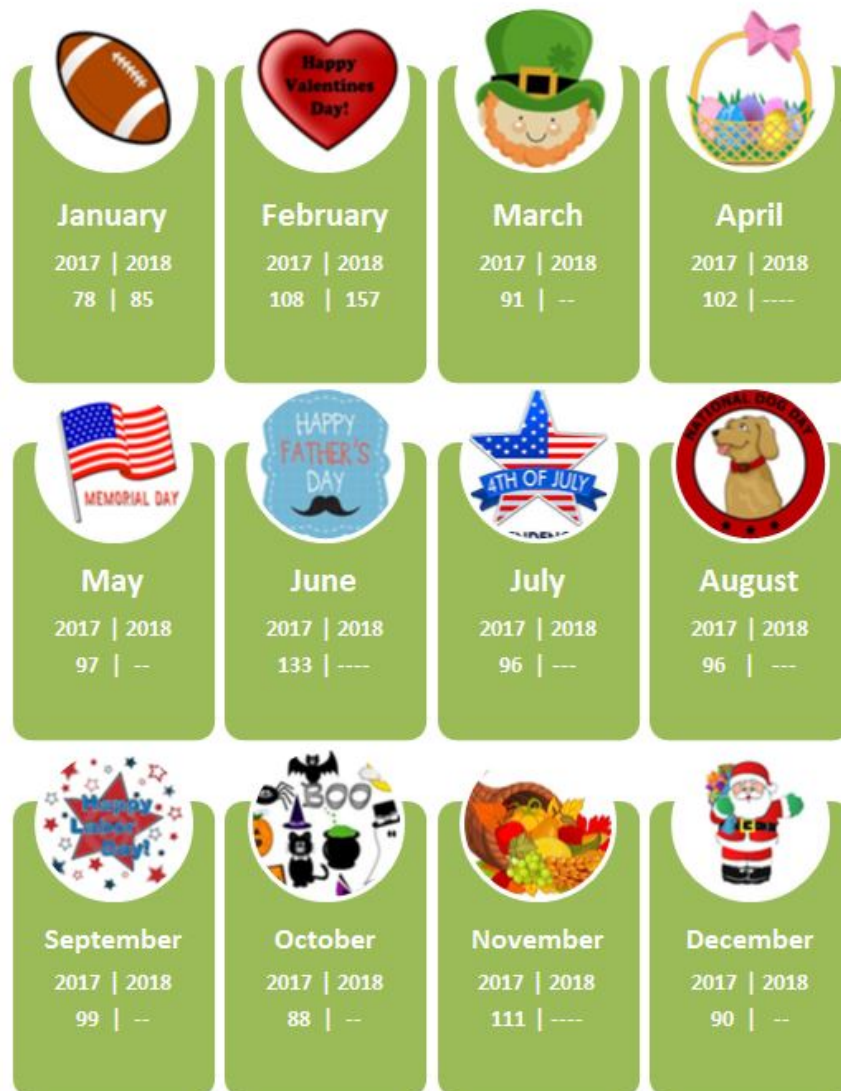 Happy
Valentines
Day!
January
2017 | 2018
78 | 85
February
2017 | 2018
108 | 157
March
2017 | 2018
91 | --
April
2017 | 2018
102 | ----
MEMORIAL DAY
May
2017 | 2018
97 | --
HAPPY
FATHER'S
DAY
June
2017 | 2018
133 | ----
4TH OF JULY
July
2017 | 2018
96 | ---
NATIONAL DOG DAY
August
2017 | 2018
96 | ---
Happy
Labor
Day!
September
2017 | 2018
99 | --
BOO
October
2017 | 2018
88 | --
November
2017 | 2018
111 | ----
December
2017 | 2018
90 | --